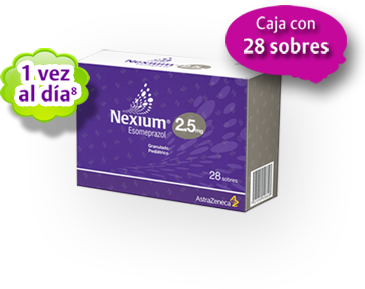 Caja con
28 sobres
1 vez
al día⁸
Nexium®
2.5mg
Esomeprazol
Granulado
Pediátrico
28 sobres
AstraZeneca